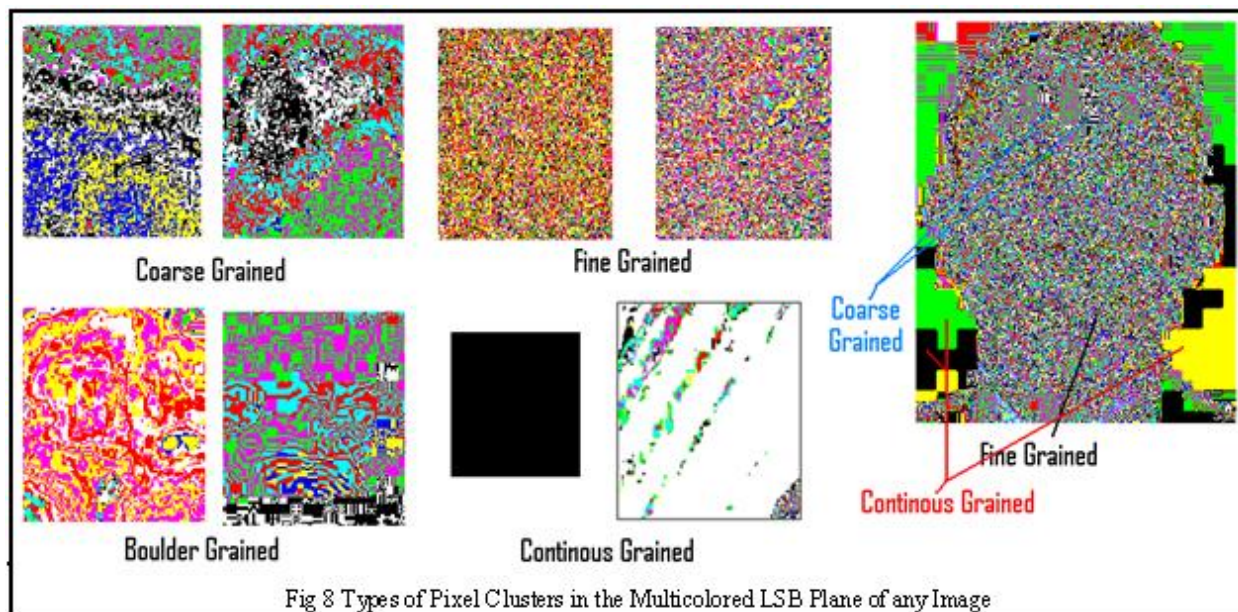 Coarse Grained
Fine Grained
Coarse
Grained
Fine Grained
Continous Grained
Boulder Grained
Continous Grained
Fig 8 Types of Pixel Clusters in the Multicolored LSB Plane of any Image